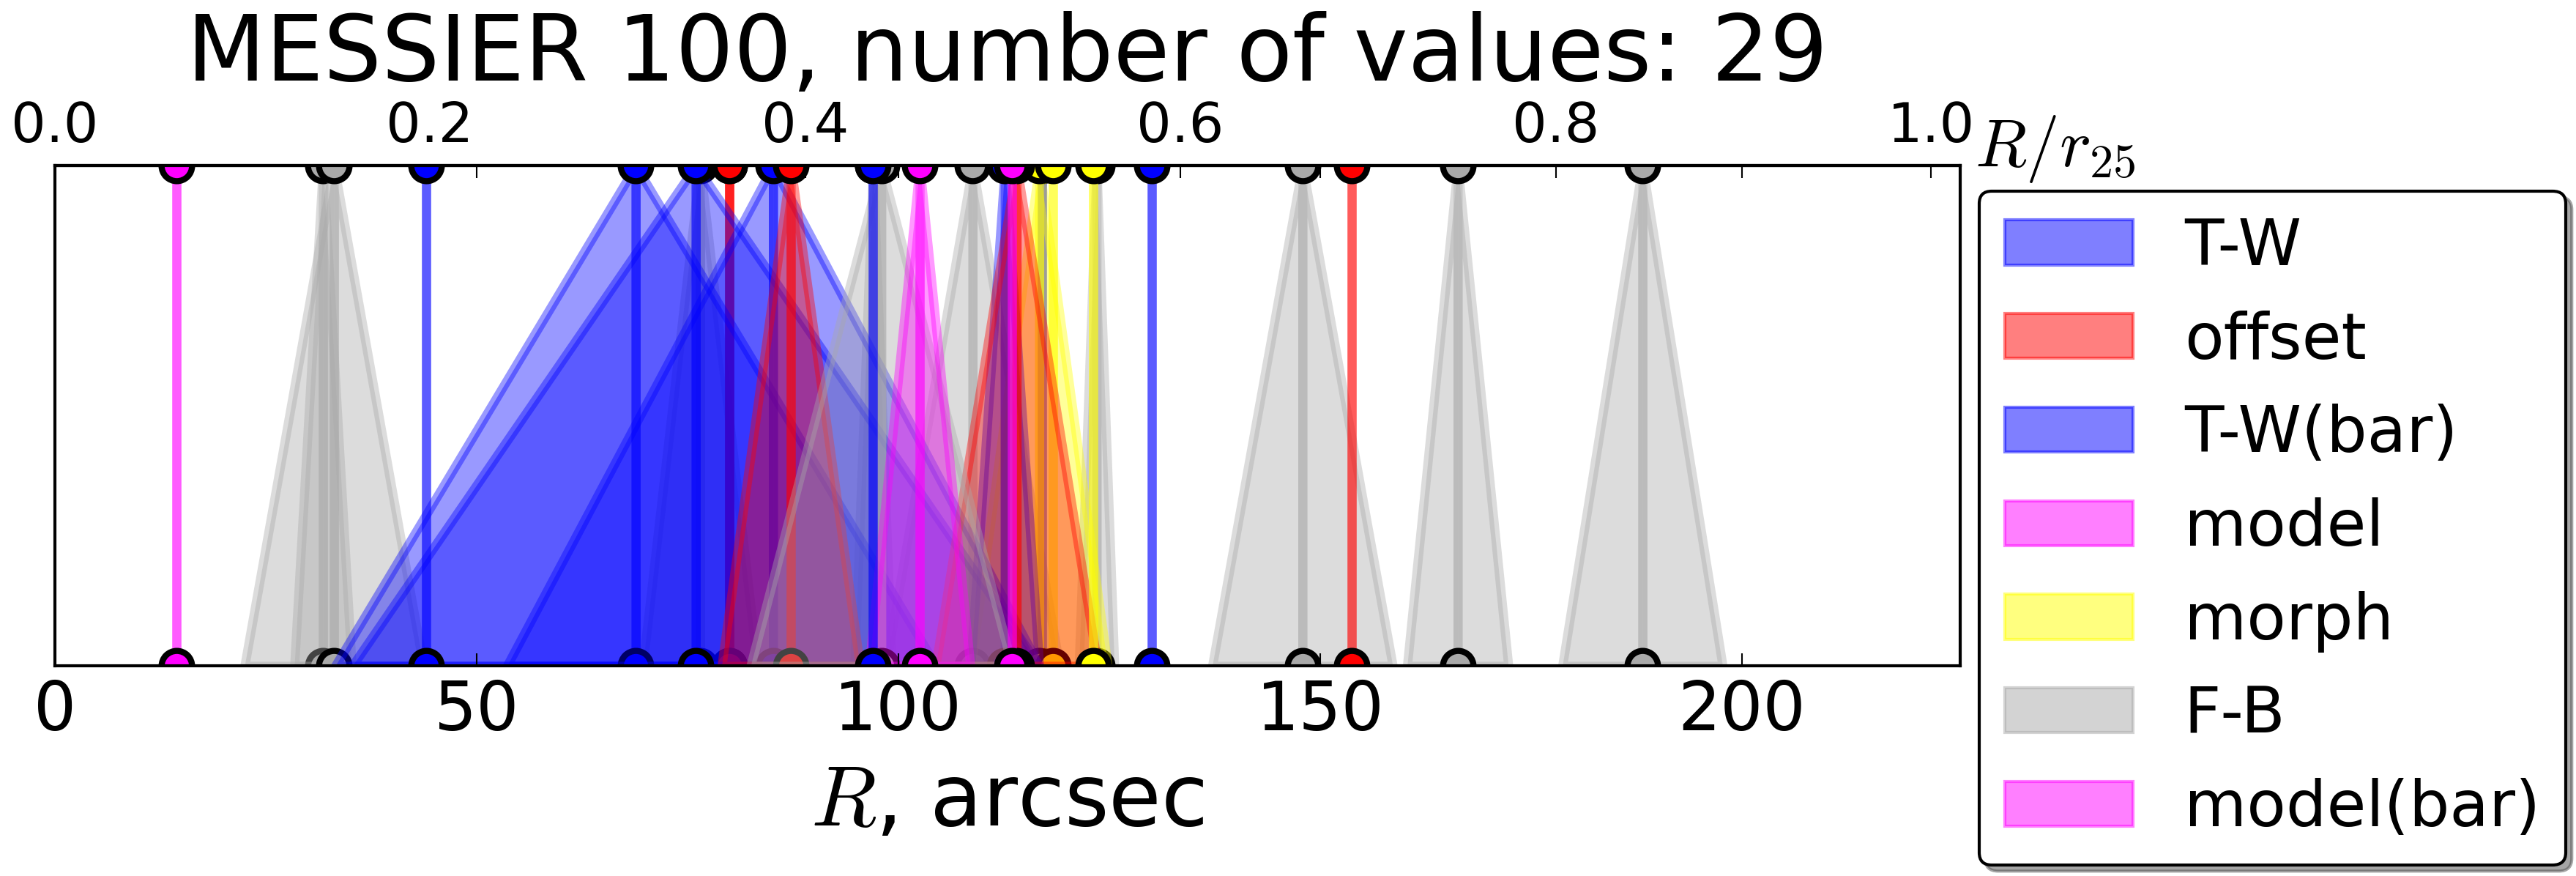 MESSIER 100, number of values: 29
0.0 0.2 0.4 0.6 0.8 1.0 R/r25
T-W
offset
T-W(bar)
model
morph
F-B
model(bar)
0 50 100 150 200
R, arcsec